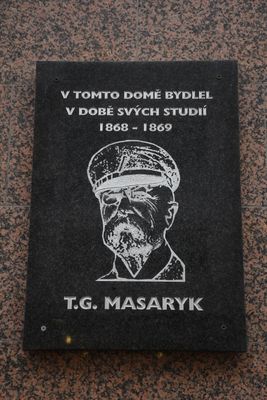 V TOMTO DOMĚ BYDLEL
V DOBĚ SVÝCH STUDIÍ
1868 - 1869
T.G. MASARYK